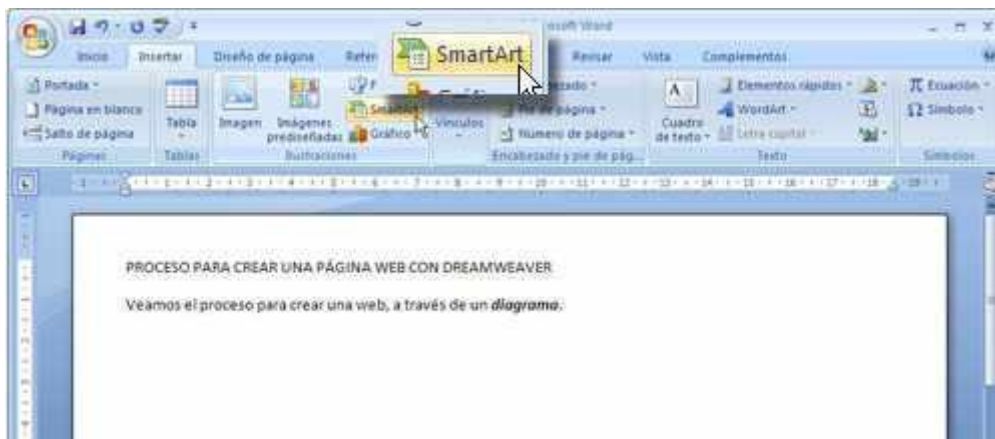 Microsoft Word
Inicio Insertar Diseño de página Revisar Vista Complementos
SmartArt
Portada
Página en blanco
Salto de página
Tabla
Imagen
Imágenes prediseñadas
SmartArt
Gráfico
Vínculos
Pie de página
Número de página
Cuadro de texto
Elementos rápidos
WordArt
Letra capital
Ecuación
Símbolo
Páginas Tablas Ilustraciones Encabezado y pie de pág... Texto Símbolos
PROCESO PARA CREAR UNA PÁGINA WEB CON DREAMWEAVER
Veamos el proceso para crear una web, a través de un diagrama.